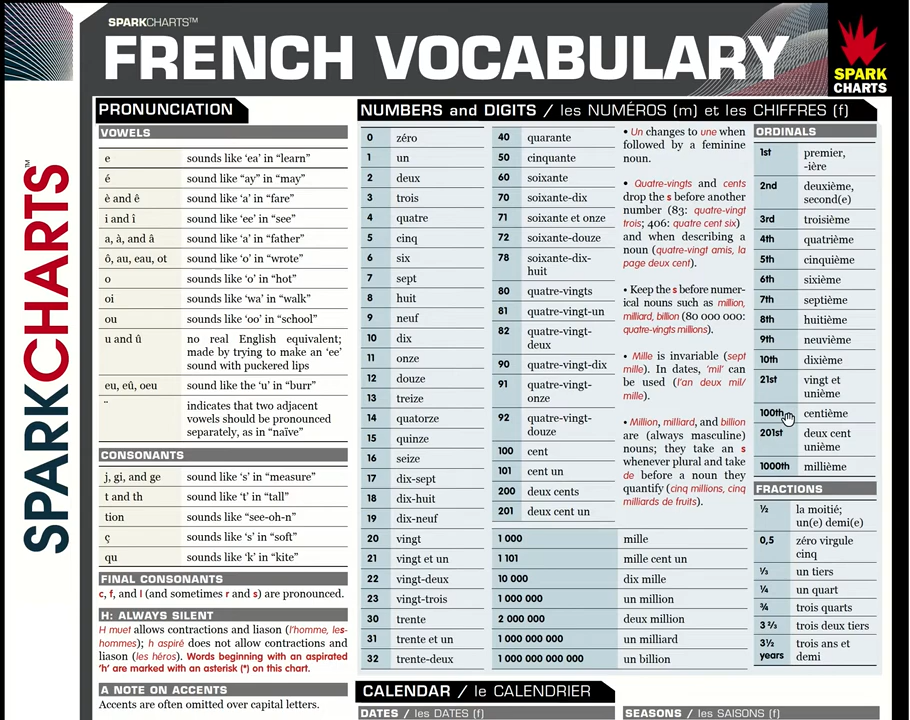 SPARKCHARTS™
FRENCH VOCABULARY
SPARK
CHARTS
SPARKCHARTS™
PRONUNCIATION
VOWELS
e sounds like ‘ea’ in “learn”
é sound like “ay” in “may”
è and ê sound like ‘a’ in “fare”
i and î sound like ‘ee’ in “see”
a, à, and â sound like ‘a’ in “father”
ô, au, eau, ot sound like ‘o’ in “wrote”
o sound like ‘o’ in “hot”
oi sound like ‘wa’ in “walk”
ou sound like ‘oo’ in “school”
u and û no real English equivalent;
made by trying to make an ‘ee’
sound with puckered lips
eu, eû, oeu sound like the ‘u’ in “burr”
¨ indicates that two adjacent
vowels should be pronounced
separately, as in “naïve”
CONSONANTS
j, gi, and ge sound like ‘s’ in “measure”
t and th sound like ‘t’ in “tall”
tion sounds like “see-oh-n”
ç sounds like ‘s’ in “soft”
qu sounds like ‘k’ in “kite”
FINAL CONSONANTS
c, f, and l (and sometimes r and s) are pronounced.
H: ALWAYS SILENT
H muet allows contractions and liason (l’homme, les-
hommes); h aspiré does not allow contractions and
liason (les héros). Words beginning with an aspirated
‘h’ are marked with an asterisk (*) on this chart.
A NOTE ON ACCENTS
Accents are often omitted over capital letters.
NUMBERS and DIGITS / les NUMÉROS (m) et les CHIFFRES (f)
0 zéro
1 un
2 deux
3 trois
4 quatre
5 cinq
6 six
7 sept
8 huit
9 neuf
10 dix
11 onze
12 douze
13 treize
14 quatorze
15 quinze
16 seize
17 dix-sept
18 dix-huit
19 dix-neuf
20 vingt
21 vingt et un
22 vingt-deux
23 vingt-trois
30 trente
31 trente et un
32 trente-deux
40 quarante
50 cinquante
60 soixante
70 soixante-dix
71 soixante et onze
72 soixante-douze
78 soixante-dix-
huit
80 quatre-vingts
81 quatre-vingt-un
82 quatre-vingt-
deux
90 quatre-vingt-dix
91 quatre-vingt-
onze
92 quatre-vingt-
douze
100 cent
101 cent un
200 deux cents
201 deux cent un
1 000 mille
1 101 mille cent un
10 000 dix mille
1 000 000 un million
2 000 000 deux million
1 000 000 000 un milliard
1 000 000 000 000 un billion
• Un changes to une when
followed by a feminine
noun.
• Quatre-vingts and cents
drop the s before another
number (83: quatre-vingt
trois; 406: quatre cent six)
and when describing a
noun (quatre-vingt amis, la
page deux cent).
• Keep the s before numer-
ical nouns such as million,
milliard, billion (80 000 000:
quatre-vingts millions).
• Mille is invariable (sept
mille). In dates, ‘mil’ can
be used (l’an deux mil/
mille).
• Million, milliard, and billion
are (always masculine)
nouns; they take an s
whenever plural and take
de before a noun they
quantify (cinq millions, cinq
milliards de fruits).
ORDINALS
1st premier,
-ière
2nd deuxième,
second(e)
3rd troisième
4th quatrième
5th cinquième
6th sixième
7th septième
8th huitième
9th neuvième
10th dixième
21st vingt et
unième
100th centième
201st deux cent
unième
1000th millième
FRACTIONS
½ la moitié;
un(e) demi(e)
0,5 zéro virgule
cinq
⅓ un tiers
¼ un quart
¾ trois quarts
3 ⅔ trois deux tiers
3½ trois ans et
years demi
CALENDAR / le CALENDRIER
DATES / les DATES (f)
SEASONS / les SAISONS (f)